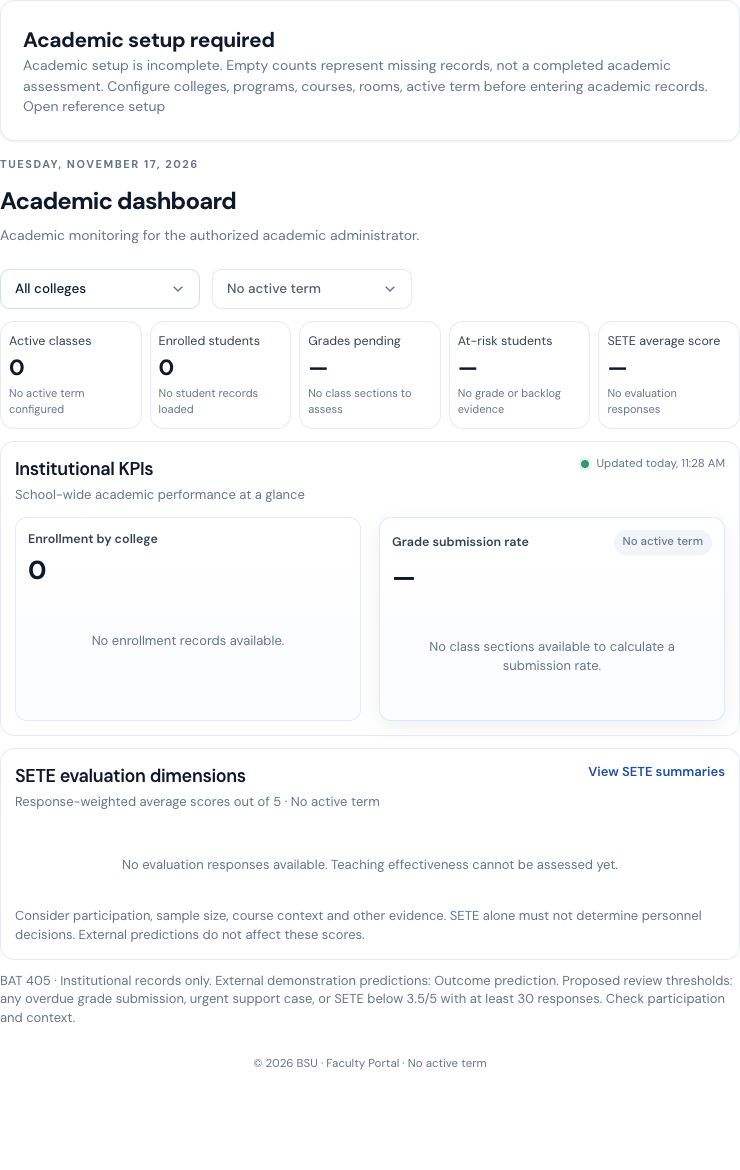 Academic setup required
Academic setup is incomplete. Empty counts represent missing records, not a completed academic
assessment. Configure colleges, programs, courses, rooms, active term before entering academic records.
Open reference setup
TUESDAY, NOVEMBER 17, 2026
Academic dashboard
Academic monitoring for the authorized academic administrator.
All colleges
No active term
Active classes
0
No active term
configured
Enrolled students
0
No student records
loaded
Grades pending
—
No class sections to
assess
At-risk students
—
No grade or backlog
evidence
SETE average score
—
No evaluation
responses
Institutional KPIs
Updated today, 11:28 AM
School-wide academic performance at a glance
Enrollment by college
0
No enrollment records available.
Grade submission rate
No active term
—
No class sections available to calculate a
submission rate.
SETE evaluation dimensions
View SETE summaries
Response-weighted average scores out of 5 · No active term
No evaluation responses available. Teaching effectiveness cannot be assessed yet.
Consider participation, sample size, course context and other evidence. SETE alone must not determine personnel
decisions. External predictions do not affect these scores.
BAT 405 · Institutional records only. External demonstration predictions: Outcome prediction. Proposed review thresholds:
any overdue grade submission, urgent support case, or SETE below 3.5/5 with at least 30 responses. Check participation
and context.
© 2026 BSU · Faculty Portal · No active term